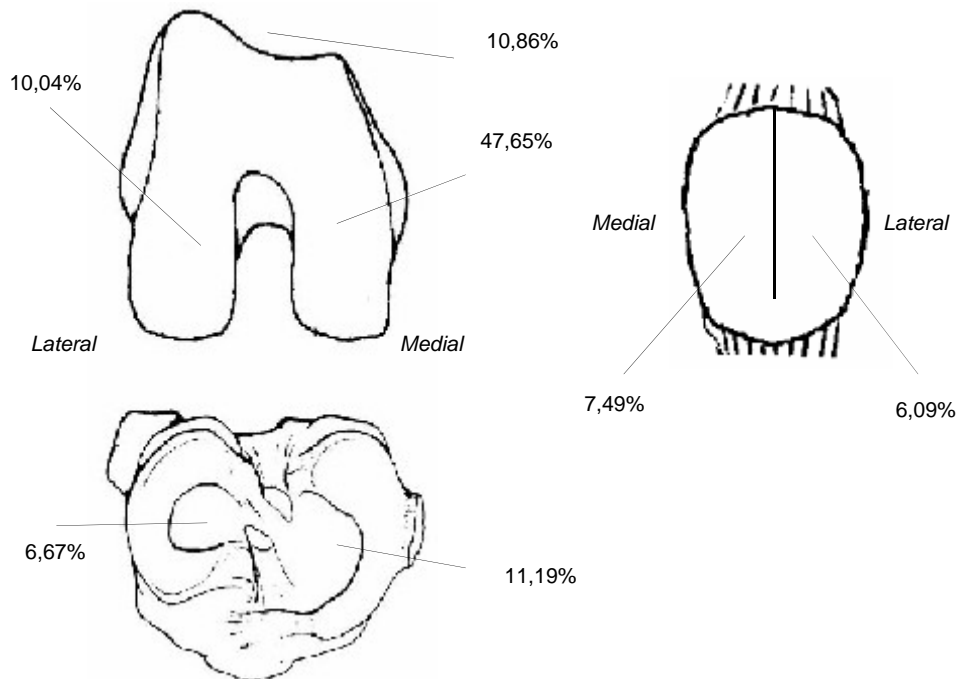 10,86%
10,04%
47,65%
Medial
Lateral
Lateral
Medial
7,49%
6,09%
6,67%
11,19%